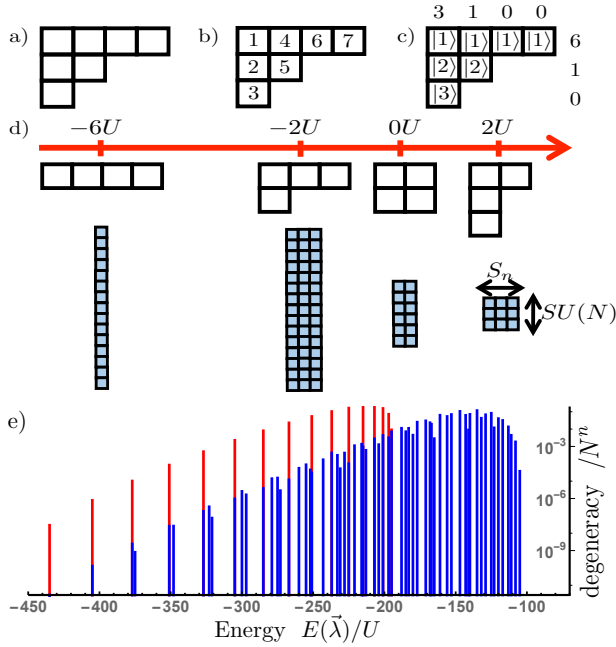 3 1 0 0
a) b) c)
1 4 6 7
2 5
3
|1⟩ |1⟩ |1⟩ |1⟩ 6
|2⟩ |2⟩ 1
|3⟩ 0
d) −6U −2U 0U 2U
S_n
SU(N)
e)
10⁻³
10⁻⁶
10⁻⁹
degeneracy /Nⁿ
−450 −400 −350 −300 −250 −200 −150 −100
Energy E(λ⃗)/U